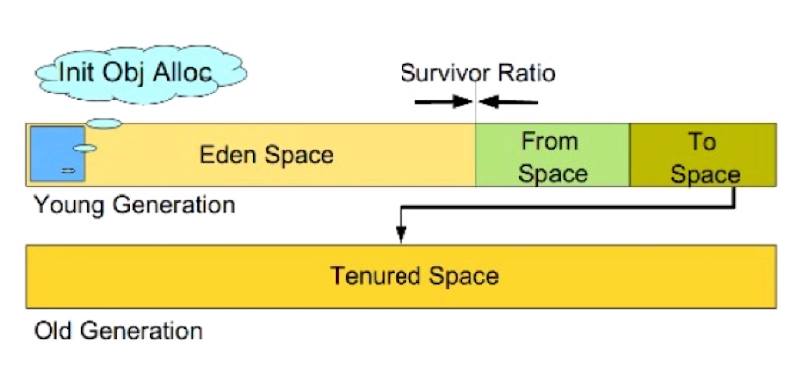 Init Obj Alloc
Survivor Ratio
Eden Space
From
Space
To
Space
Young Generation
Tenured Space
Old Generation